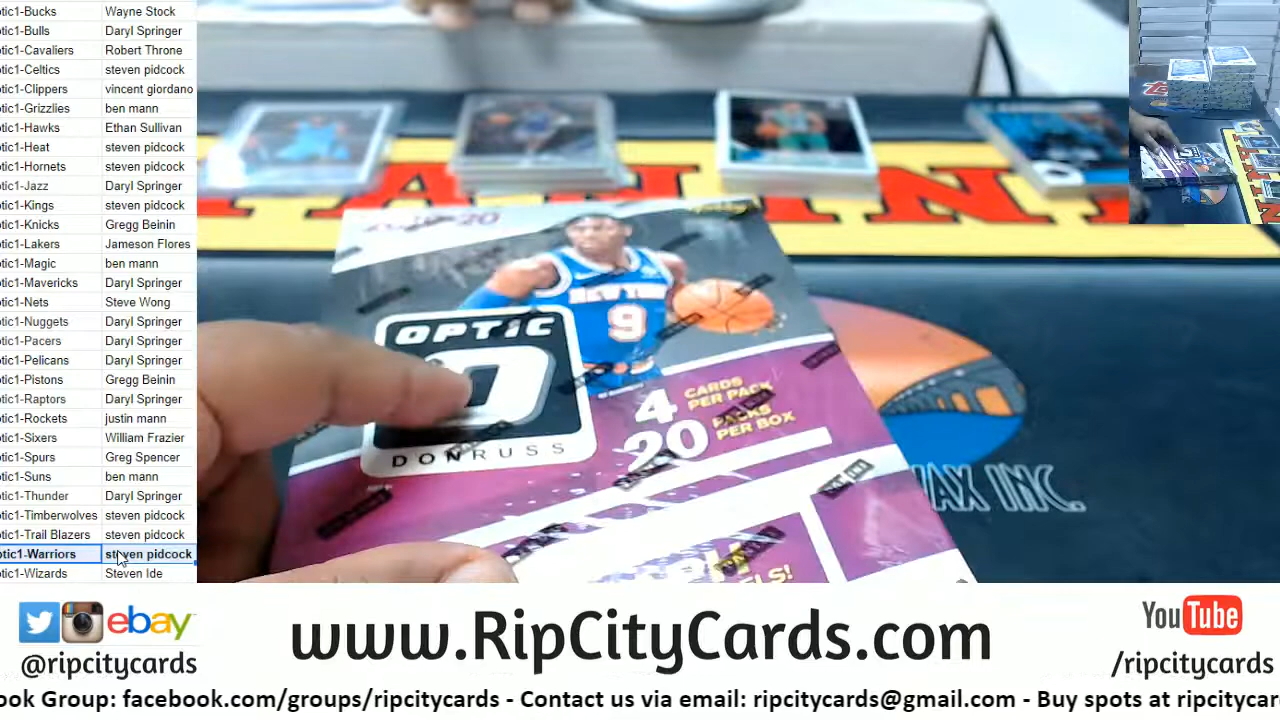 otic1-Bucks Wayne Stock
otic1-Bulls Daryl Springer
otic1-Cavaliers Robert Throne
otic1-Celtics steven pidcock
otic1-Clippers vincent giordano
otic1-Grizzlies ben mann
otic1-Hawks Ethan Sullivan
otic1-Heat steven pidcock
otic1-Hornets steven pidcock
otic1-Jazz Daryl Springer
otic1-Kings steven pidcock
otic1-Knicks Gregg Beinin
otic1-Lakers Jameson Flores
otic1-Magic ben mann
otic1-Mavericks Daryl Springer
otic1-Nets Steve Wong
otic1-Nuggets Daryl Springer
otic1-Pacers Daryl Springer
otic1-Pelicans Daryl Springer
otic1-Pistons Gregg Beinin
otic1-Raptors Daryl Springer
otic1-Rockets justin mann
otic1-Sixers William Frazier
otic1-Spurs Greg Spencer
otic1-Suns ben mann
otic1-Thunder Daryl Springer
otic1-Timberwolves steven pidcock
otic1-Trail Blazers steven pidcock
otic1-Warriors steven pidcock
otic1-Wizards Steven Ide
PANINI
20
NEW YORK
9
OPTIC
DONRUSS
4 CARDS
PER PACK
20 PACKS
PER BOX
AX INC.
ebay
@ripcitycards
www.RipCityCards.com
YouTube
/ripcitycards
ook Group: facebook.com/groups/ripcitycards - Contact us via email: ripcitycards@gmail.com - Buy spots at ripcitycar